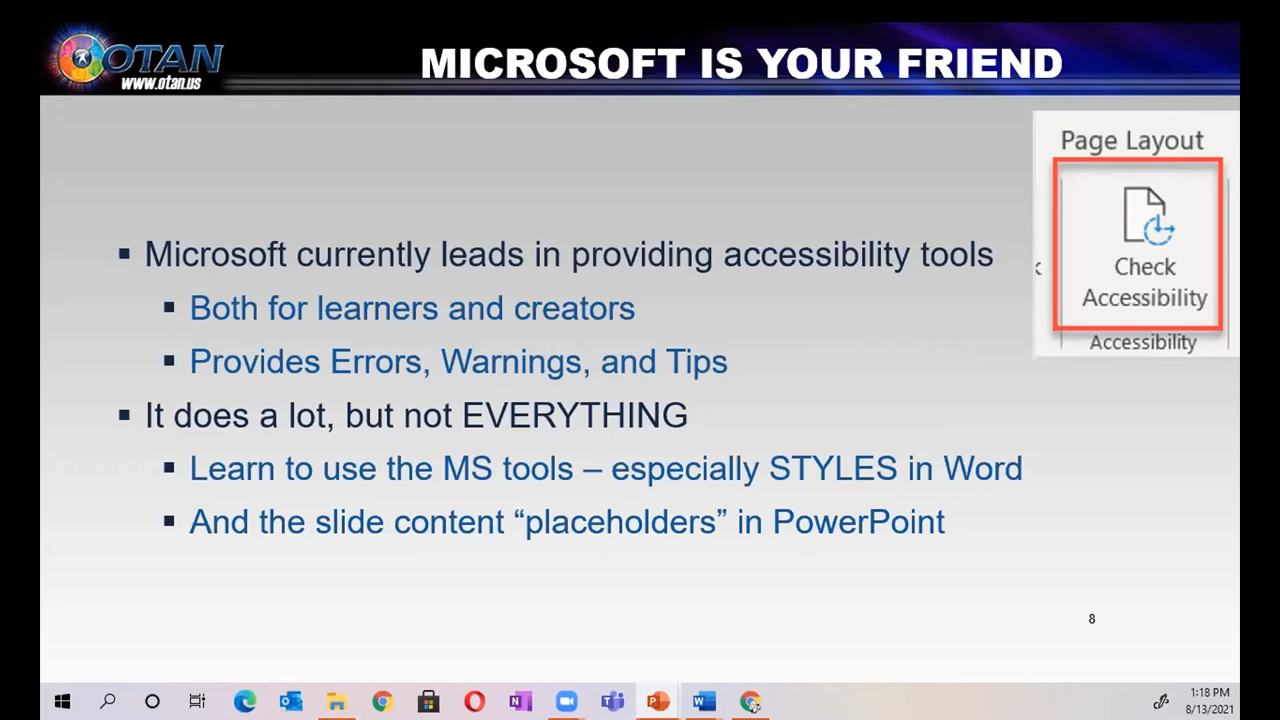 OTAN
www.otan.us
MICROSOFT IS YOUR FRIEND
Page Layout
k
Check
Accessibility
Accessibility
▪ Microsoft currently leads in providing accessibility tools
▪ Both for learners and creators
▪ Provides Errors, Warnings, and Tips
▪ It does a lot, but not EVERYTHING
▪ Learn to use the MS tools – especially STYLES in Word
▪ And the slide content “placeholders” in PowerPoint
8
1:18 PM
8/13/2021